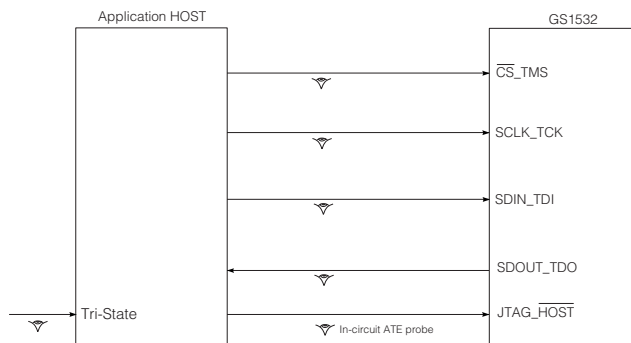 Application HOST
GS1532
CS_TMS
SCLK_TCK
SDIN_TDI
SDOUT_TDO
Tri-State
JTAG_HOST
In-circuit ATE probe